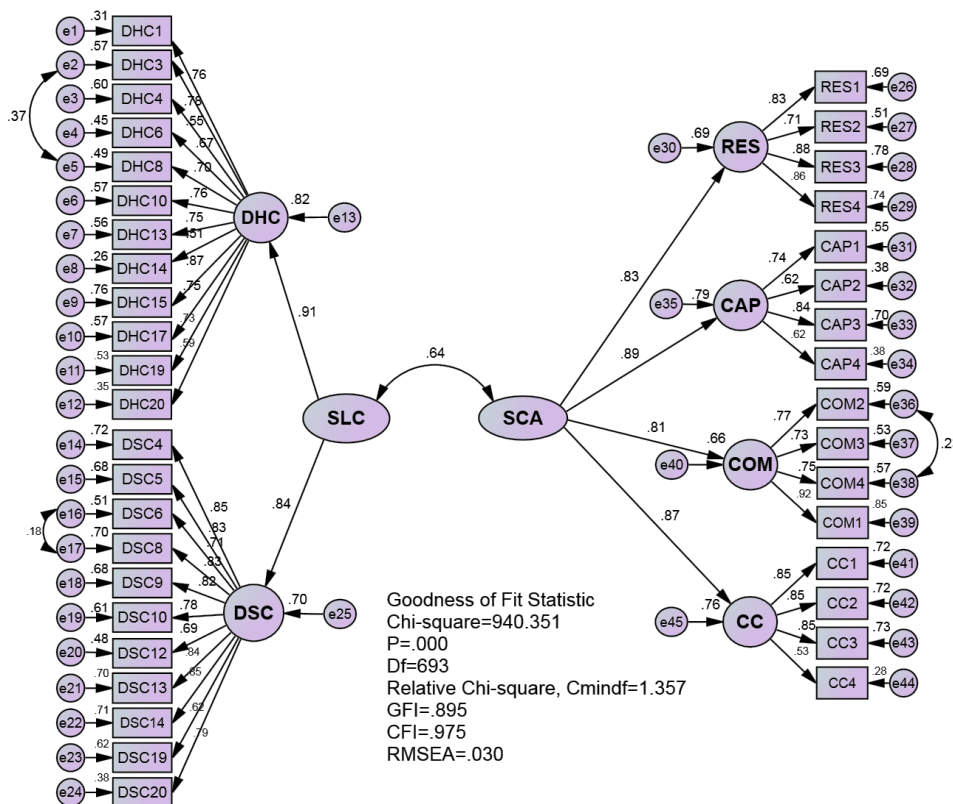 e1 .31 DHC1
e2 .57 DHC3
e3 .60 DHC4
e4 .45 DHC6
e5 .49 DHC8
e6 .57 DHC10
e7 .56 DHC13
e8 .26 DHC14
e9 .76 DHC15
e10 .57 DHC17
e11 .53 DHC19
e12 .35 DHC20
.37
.76
.78
.55
.67
.70
.76
.75
.51
.87
.75
.73
.59
DHC
.82
e13
.91
e14 .72 DSC4
e15 .68 DSC5
e16 .51 DSC6
e17 .70 DSC8
e18 .68 DSC9
e19 .61 DSC10
e20 .48 DSC12
e21 .70 DSC13
e22 .71 DSC14
e23 .62 DSC19
e24 .38 DSC20
.18
.85
.83
.71
.83
.82
.78
.69
.84
.85
.62
.79
DSC
.70
e25
.84
SLC
.64
SCA
.83
.89
.81
.87
e30 .69 RES
.83
.71
.88
.86
RES1 .69 e26
RES2 .51 e27
RES3 .78 e28
RES4 .74 e29
e35 .79 CAP
.74
.62
.84
.62
CAP1 .55 e31
CAP2 .38 e32
CAP3 .70 e33
CAP4 .38 e34
e40 .66 COM
.77
.73
.75
.92
COM2 .59 e36
COM3 .53 e37
COM4 .57 e38
COM1 .85 e39
e45 .76 CC
.85
.85
.85
.53
CC1 .72 e41
CC2 .72 e42
CC3 .73 e43
CC4 .28 e44
Goodness of Fit Statistic
Chi-square=940.351
P=.000
Df=693
Relative Chi-square, Cmindf=1.357
GFI=.895
CFI=.975
RMSEA=.030